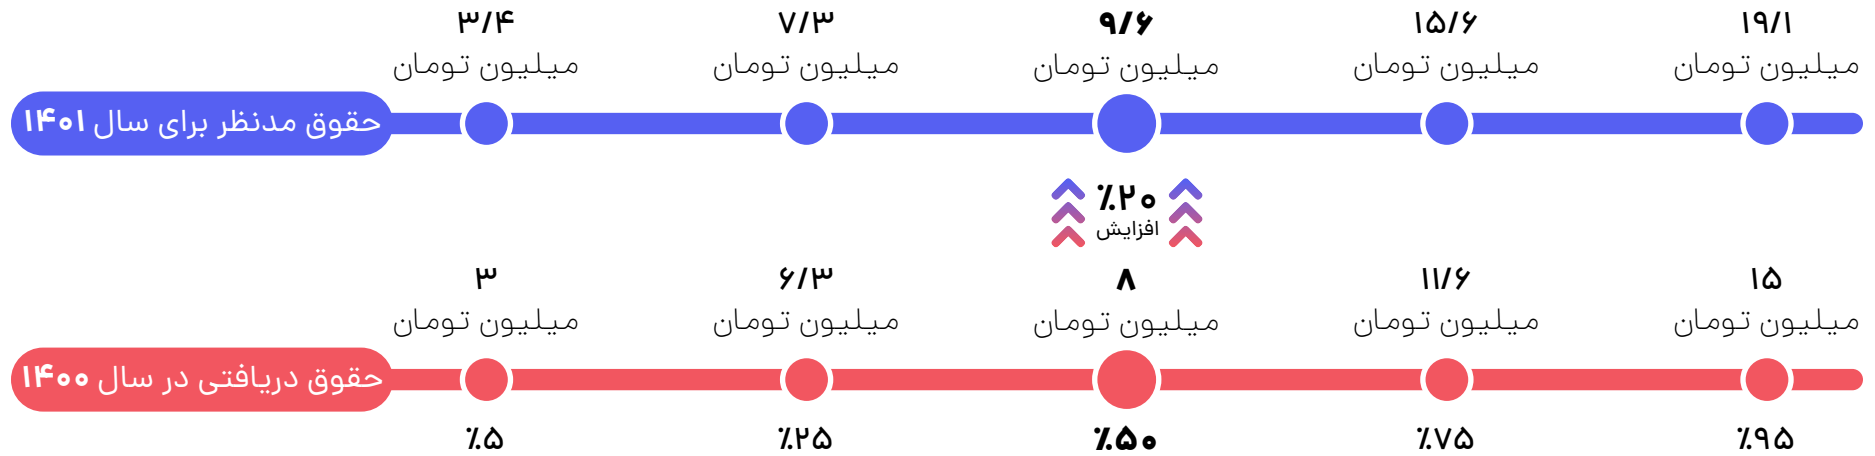 ۳/۴
میلیون تومان
۷/۳
میلیون تومان
۹/۶
میلیون تومان
۱۵/۶
میلیون تومان
۱۹/۱
میلیون تومان
حقوق مدنظر برای سال ۱۴۰۱
٪۲۰
افزایش
۳
میلیون تومان
۶/۳
میلیون تومان
۸
میلیون تومان
۱۱/۶
میلیون تومان
۱۵
میلیون تومان
حقوق دریافتی در سال ۱۴۰۰
٪۵
٪۲۵
٪۵۰
٪۷۵
٪۹۵